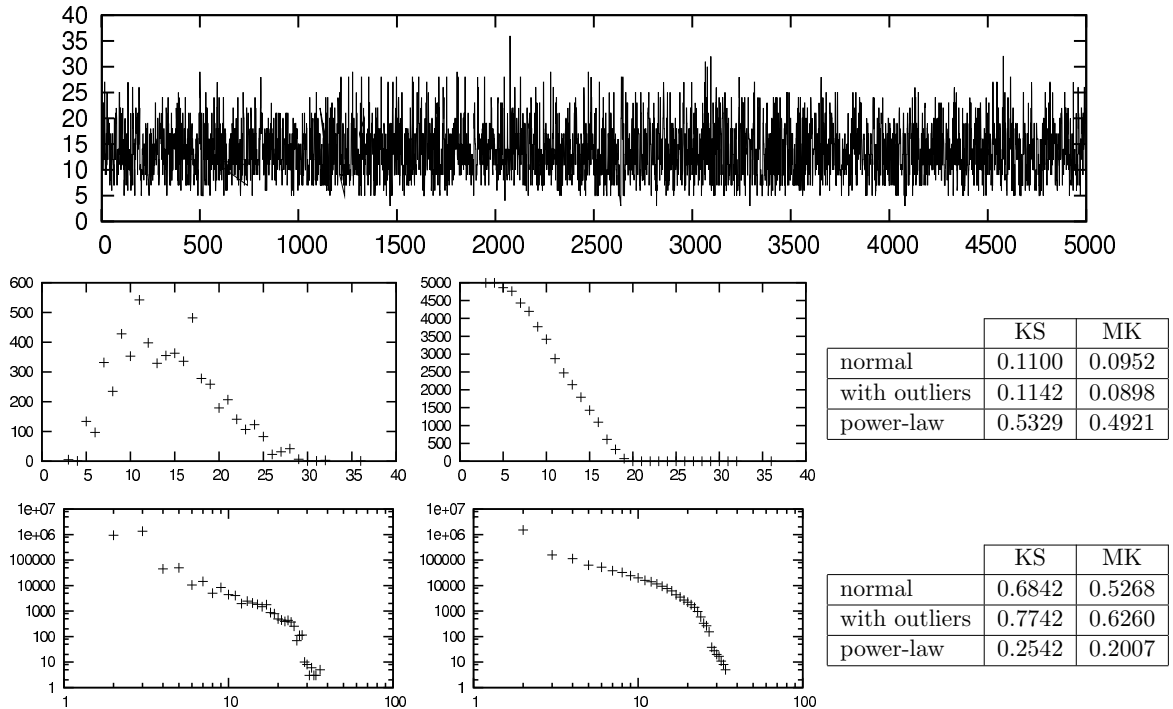 40
35
30
25
20
15
10
5
0
0 500 1000 1500 2000 2500 3000 3500 4000 4500 5000
600
500
400
300
200
100
0
0 5 10 15 20 25 30 35 40
5000
4500
4000
3500
3000
2500
2000
1500
1000
500
0
0 5 10 15 20 25 30 35 40
KS MK
normal 0.1100 0.0952
with outliers 0.1142 0.0898
power-law 0.5329 0.4921
1e+07
1e+06
100000
10000
1000
100
10
1
1 10 100
1e+07
1e+06
100000
10000
1000
100
10
1
1 10 100
KS MK
normal 0.6842 0.5268
with outliers 0.7742 0.6260
power-law 0.2542 0.2007